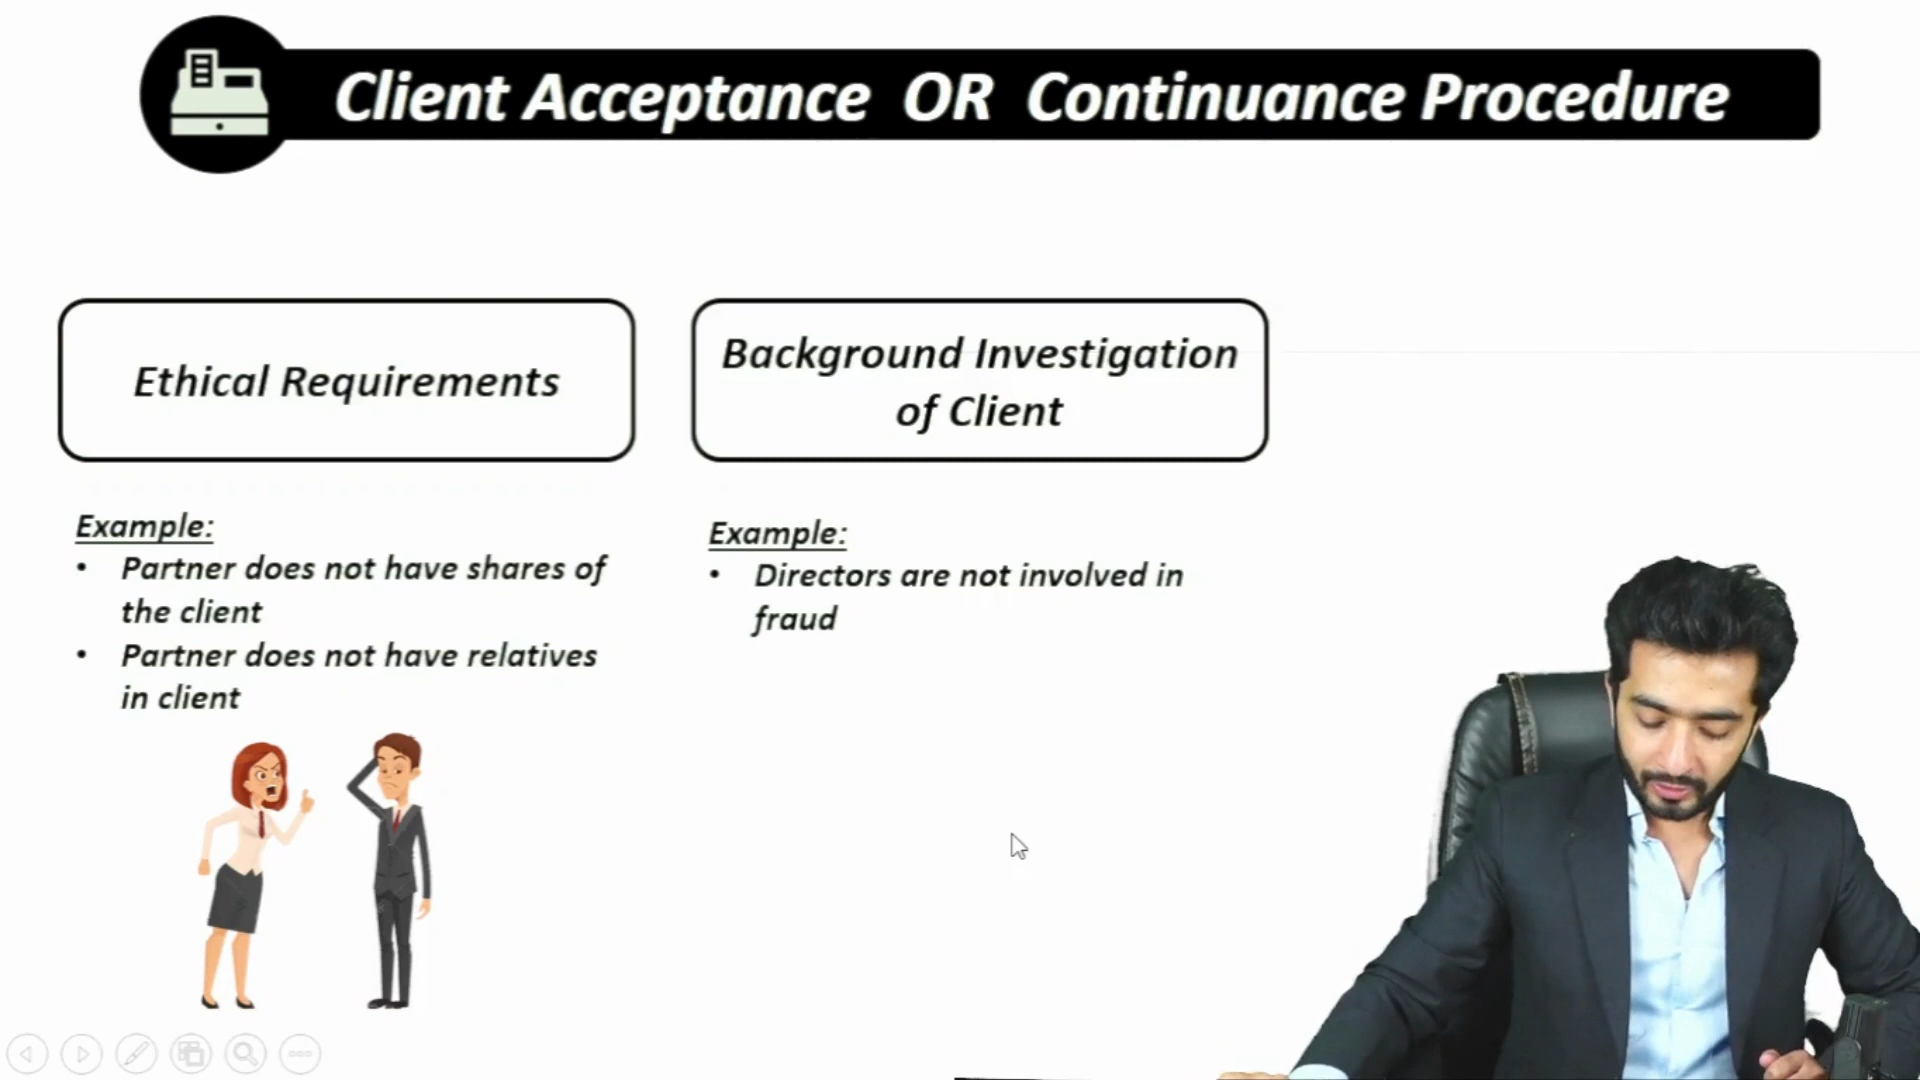 Client Acceptance OR Continuance Procedure
Ethical Requirements
Background Investigation
of Client
Example:
• Partner does not have shares of
the client
• Partner does not have relatives
in client
Example:
• Directors are not involved in
fraud